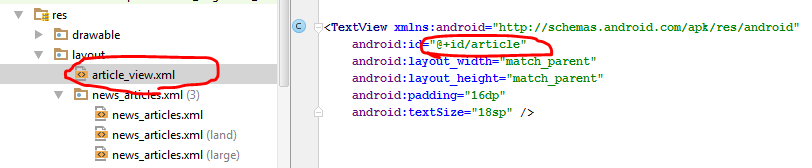 res
drawable
layout
article_view.xml
news_articles.xml (3)
news_articles.xml
news_articles.xml (land)
news_articles.xml (large)
C
<TextView xmlns:android="http://schemas.android.com/apk/res/android"
android:id="@+id/article"
android:layout_width="match_parent"
android:layout_height="match_parent"
android:padding="16dp"
android:textSize="18sp" />